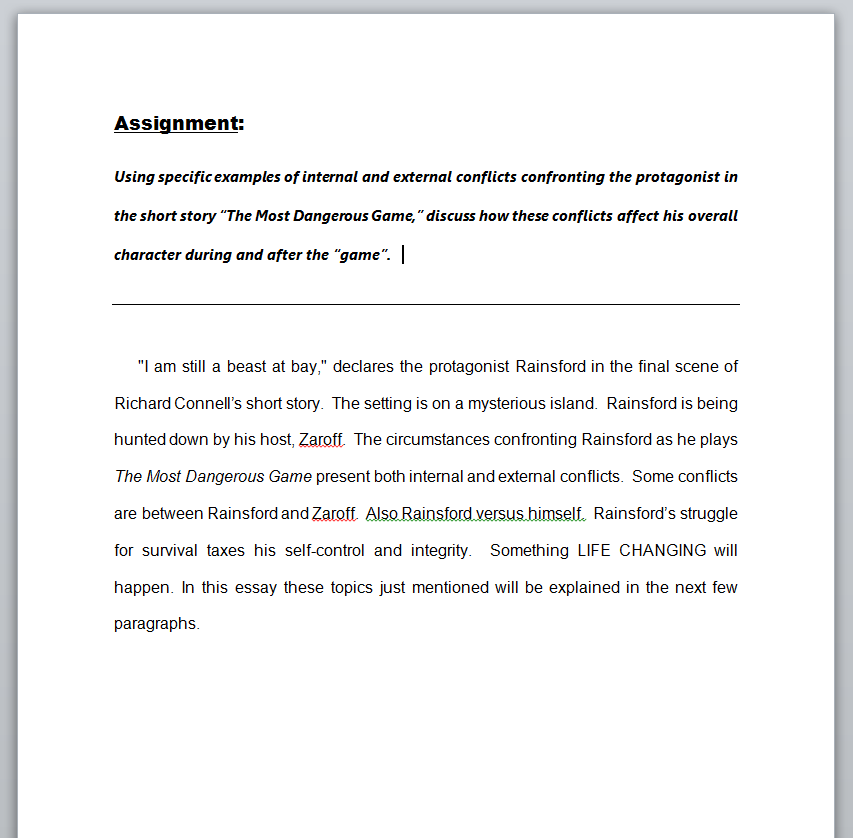 Assignment:
Using specific examples of internal and external conflicts confronting the protagonist in
the short story “The Most Dangerous Game,” discuss how these conflicts affect his overall
character during and after the “game”.
"I am still a beast at bay," declares the protagonist Rainsford in the final scene of
Richard Connell’s short story.  The setting is on a mysterious island.  Rainsford is being
hunted down by his host, Zaroff.  The circumstances confronting Rainsford as he plays
The Most Dangerous Game present both internal and external conflicts.  Some conflicts
are between Rainsford and Zaroff.  Also Rainsford versus himself.  Rainsford’s struggle
for survival taxes his self-control and integrity.  Something LIFE CHANGING will
happen. In this essay these topics just mentioned will be explained in the next few
paragraphs.